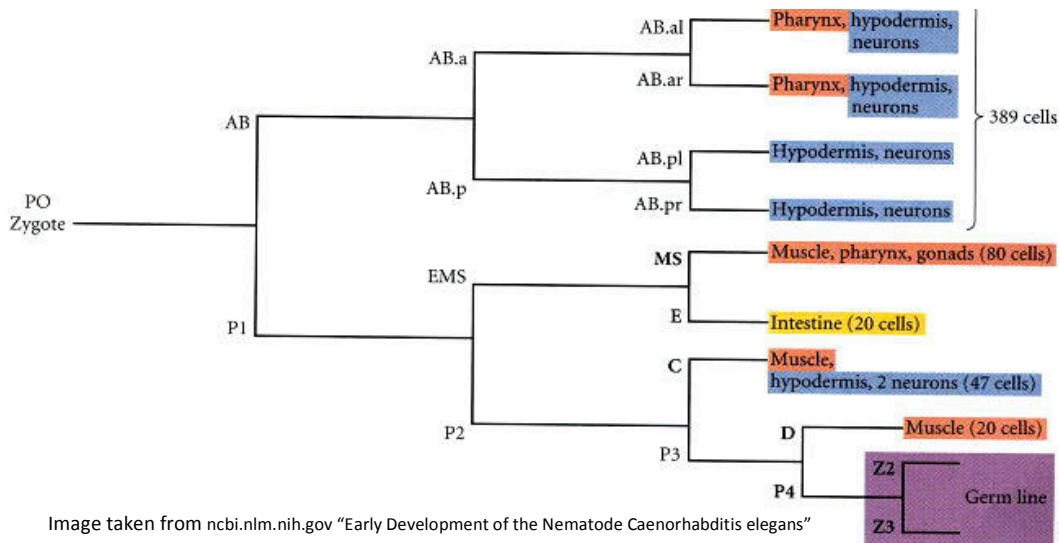 AB.al
Pharynx, hypodermis,
neurons
AB.a
AB.ar
Pharynx, hypodermis,
neurons
389 cells
AB
AB.pl
Hypodermis, neurons
AB.p
AB.pr
Hypodermis, neurons
PO
Zygote
MS
Muscle, pharynx, gonads (80 cells)
EMS
E
Intestine (20 cells)
P1
C
Muscle,
hypodermis, 2 neurons (47 cells)
P2
P3
D
Muscle (20 cells)
P4
Z2
Germ line
Z3
Image taken from ncbi.nlm.nih.gov “Early Development of the Nematode Caenorhabditis elegans”